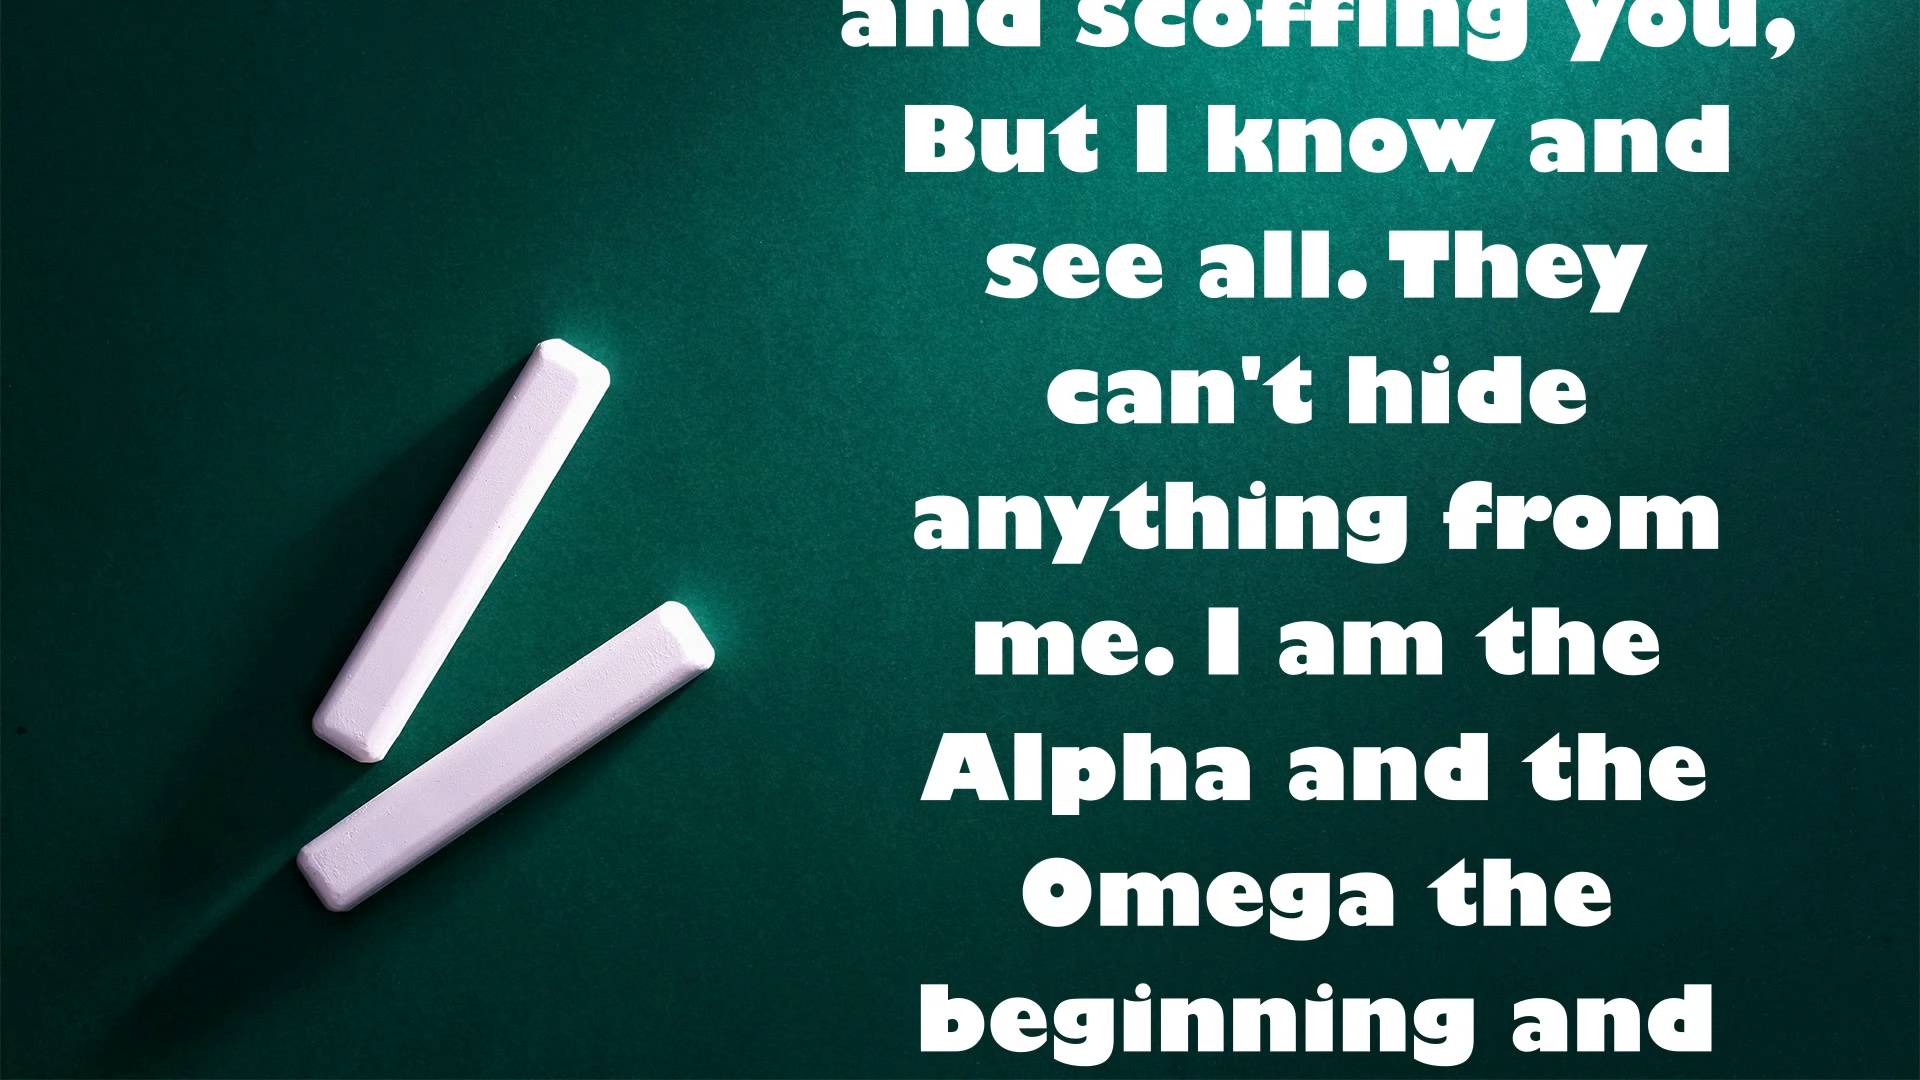 and scoffing you,
But I know and
see all. They
can't hide
anything from
me. I am the
Alpha and the
Omega the
beginning and